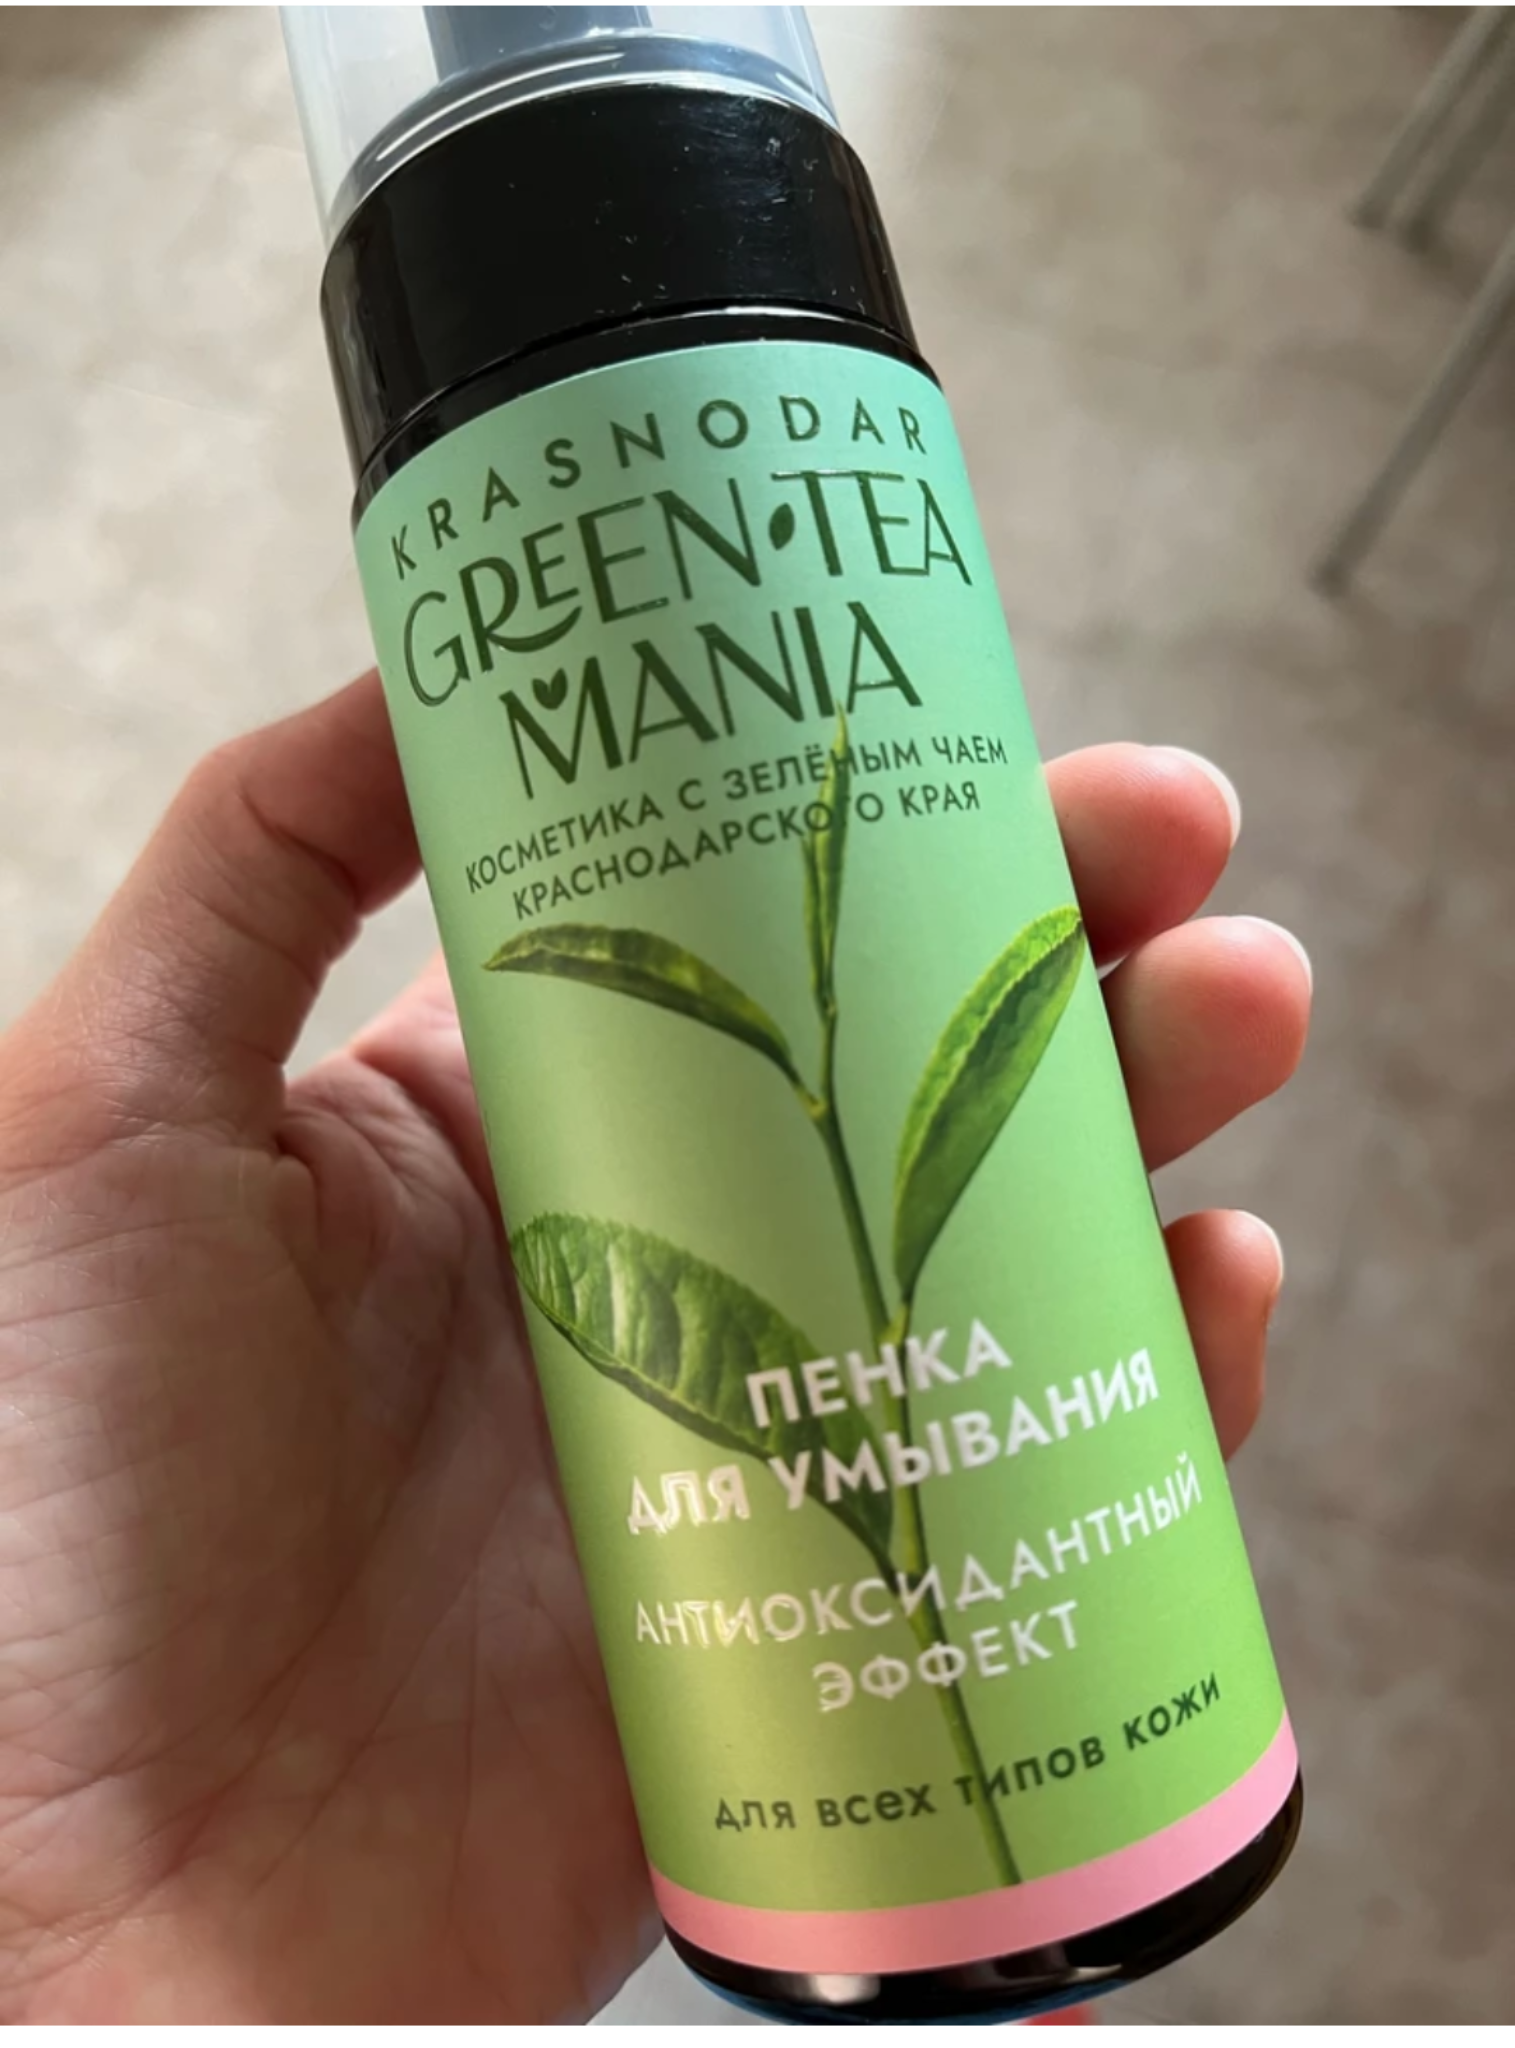 KRASNODAR
GREEN•TEA
MANIA
КОСМЕТИКА С ЗЕЛЁНЫМ ЧАЕМ
КРАСНОДАРСКОГО КРАЯ
ПЕНКА
ДЛЯ УМЫВАНИЯ
АНТИОКСИДАНТНЫЙ
ЭФФЕКТ
для всех типов кожи